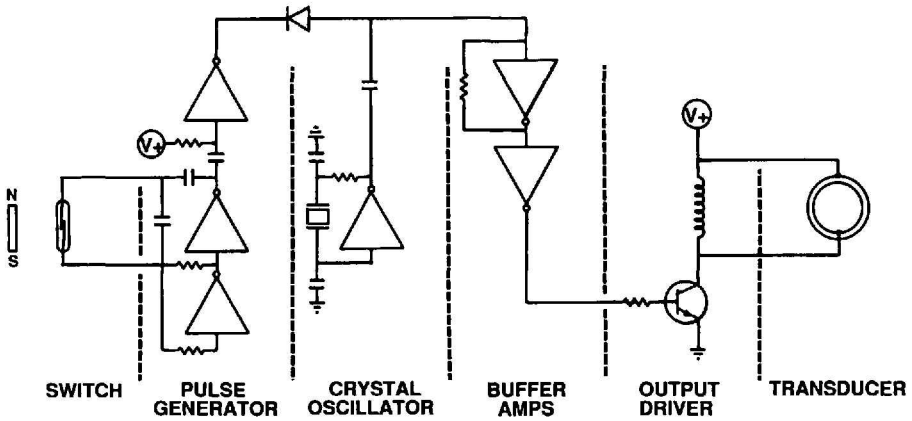 V+
V+
N
S
SWITCH
PULSE
GENERATOR
CRYSTAL
OSCILLATOR
BUFFER
AMPS
OUTPUT
DRIVER
TRANSDUCER